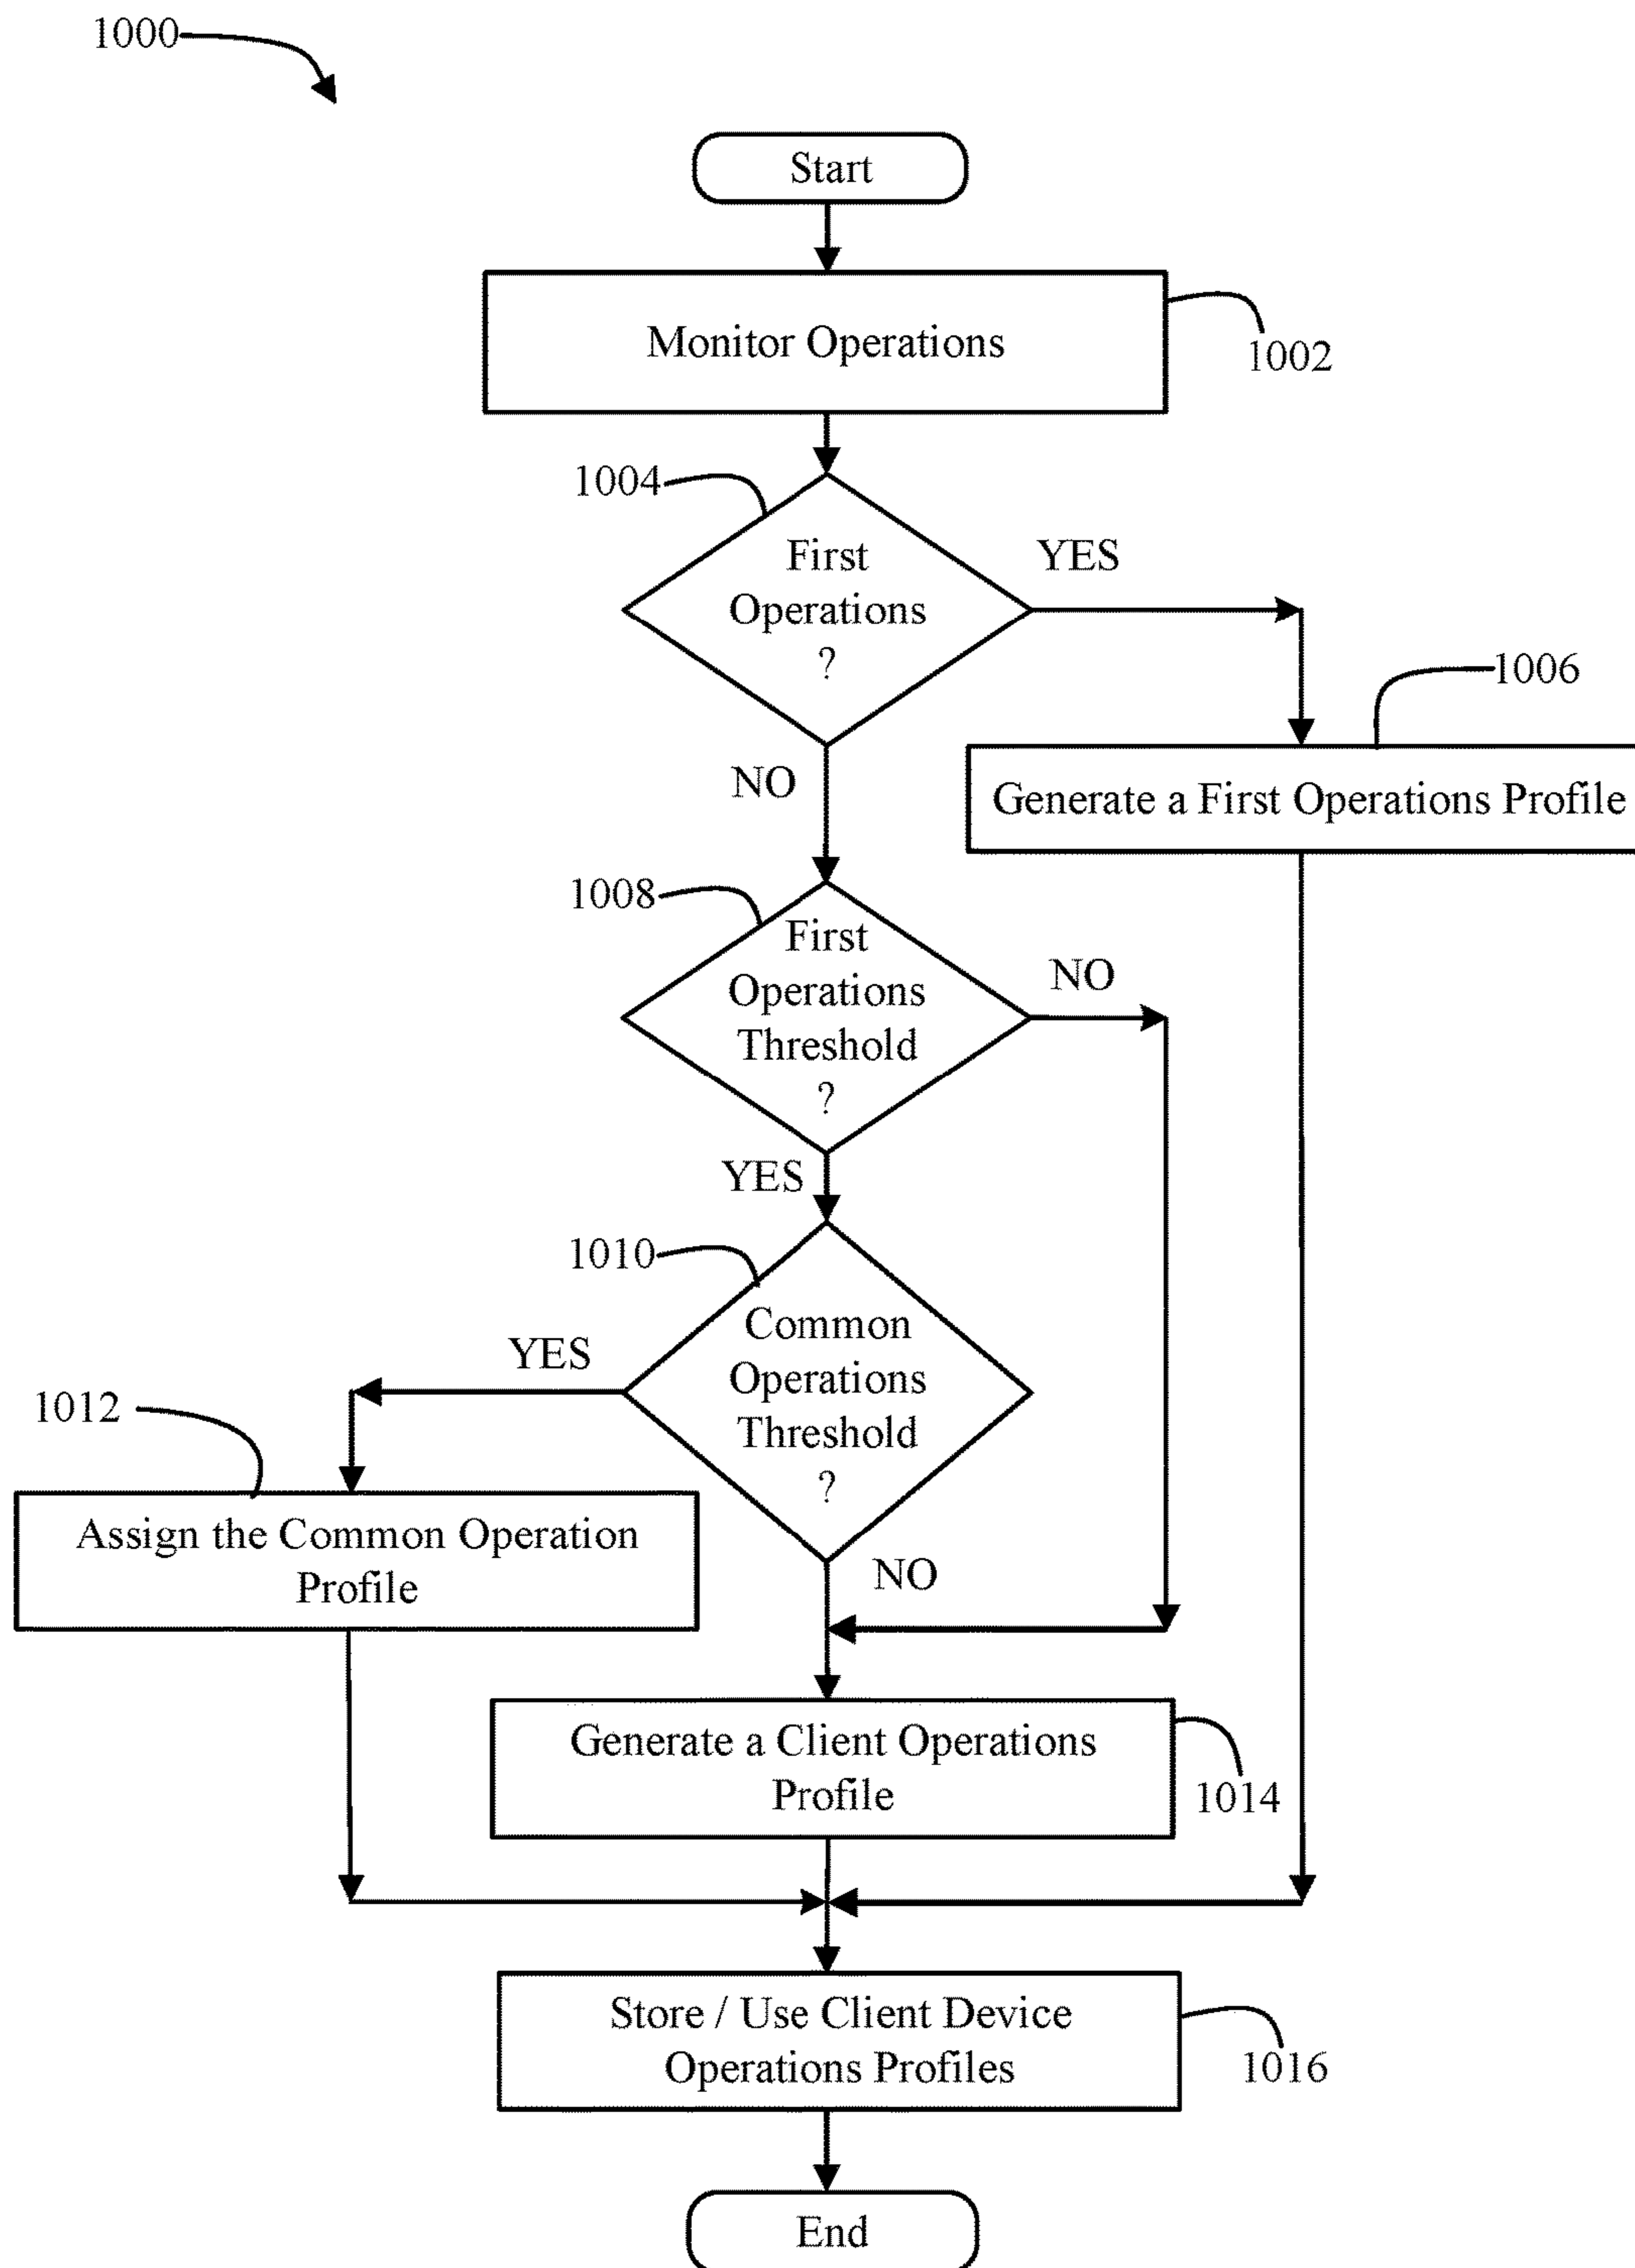 1000
Start
Monitor Operations
1002
1004
First
Operations
?
YES
1006
NO
Generate a First Operations Profile
1008
First
Operations
Threshold
?
NO
YES
1010
Common
Operations
Threshold
?
YES
1012
NO
Assign the Common Operation
Profile
Generate a Client Operations
Profile
1014
Store / Use Client Device
Operations Profiles
1016
End